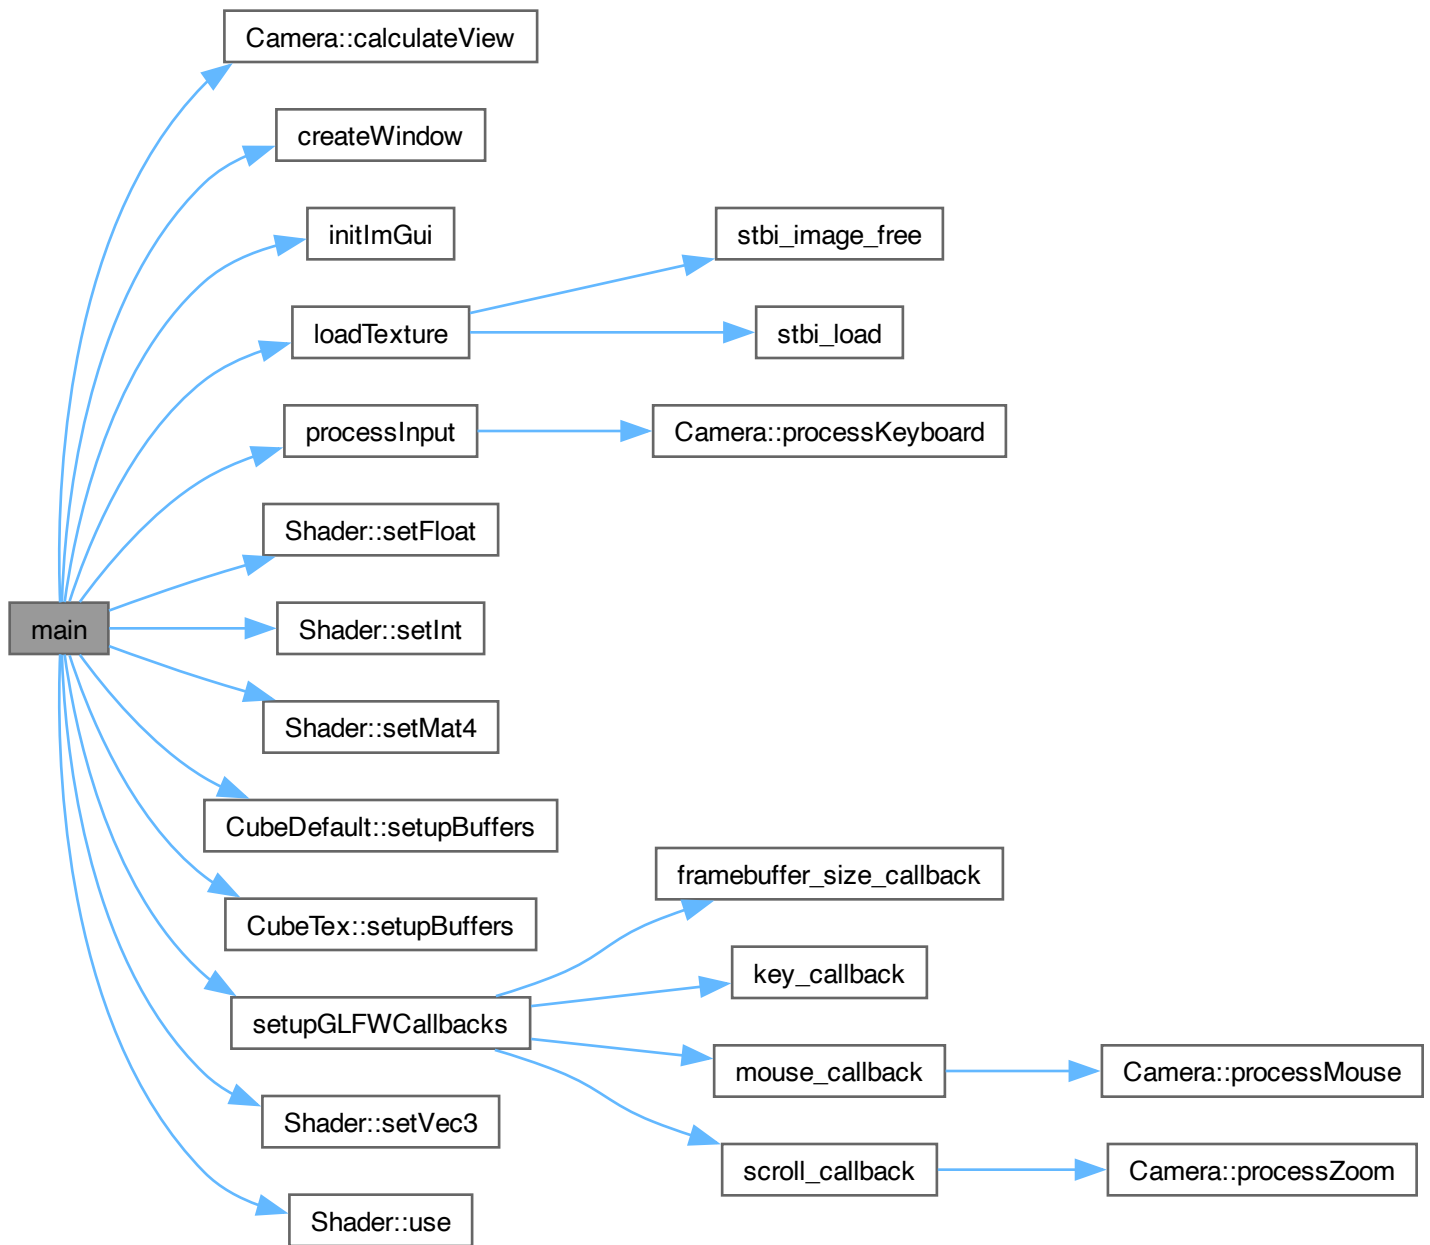 Camera::calculateView
createWindow
initImGui
stbi_image_free
loadTexture
stbi_load
processInput
Camera::processKeyboard
Shader::setFloat
main
Shader::setInt
Shader::setMat4
CubeDefault::setupBuffers
framebuffer_size_callback
CubeTex::setupBuffers
key_callback
setupGLFWCallbacks
mouse_callback
Camera::processMouse
Shader::setVec3
scroll_callback
Camera::processZoom
Shader::use